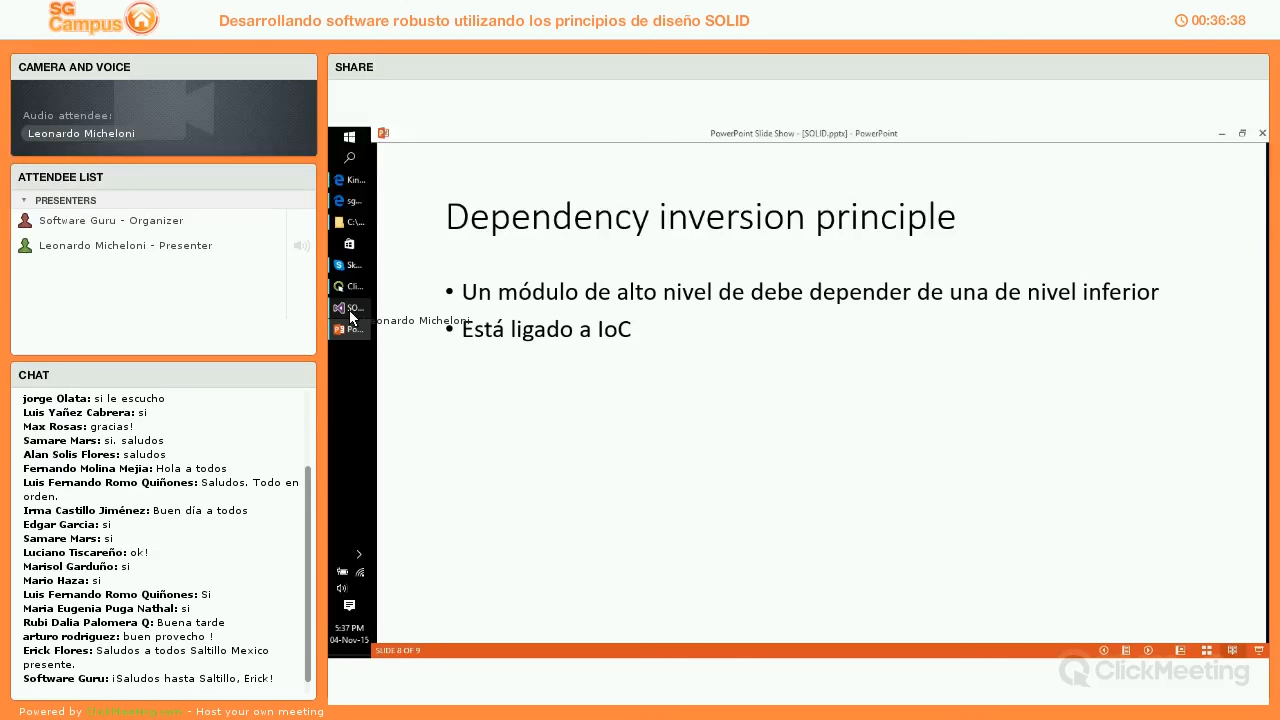 SG
Campus
Desarrollando software robusto utilizando los principios de diseño SOLID
00:36:38
CAMERA AND VOICE
Audio attendee:
Leonardo Micheloni
ATTENDEE LIST
PRESENTERS
Software Guru - Organizer
Leonardo Micheloni - Presenter
CHAT
jorge Olata: si le escucho
Luis Yañez Cabrera: si
Max Rosas: gracias!
Samare Mars: si. saludos
Alan Solis Flores: saludos
Fernando Molina Mejia: Hola a todos
Luis Fernando Romo Quiñones: Saludos. Todo en
orden.
Irma Castillo Jiménez: Buen día a todos
Edgar Garcia: si
Samare Mars: si
Luciano Tiscareño: ok!
Marisol Garduño: si
Mario Haza: si
Luis Fernando Romo Quiñones: Si
Maria Eugenia Puga Nathal: si
Rubi Dalia Palomera Q: Buena tarde
arturo rodriguez: buen provecho !
Erick Flores: Saludos a todos Saltillo Mexico
presente.
Software Guru: ¡Saludos hasta Saltillo, Erick!
Powered by ClickMeeting.com - Host your own meeting
SHARE
PowerPoint Slide Show - [SOLID.pptx] - PowerPoint
Kin...
sg...
C:\...
Sk...
Cli...
SO...
Po...
5:37 PM
04-Nov-15
Dependency inversion principle
• Un módulo de alto nivel de debe depender de una de nivel inferior
eonardo Micheloni
• Está ligado a IoC
SLIDE 8 OF 9
ClickMeeting